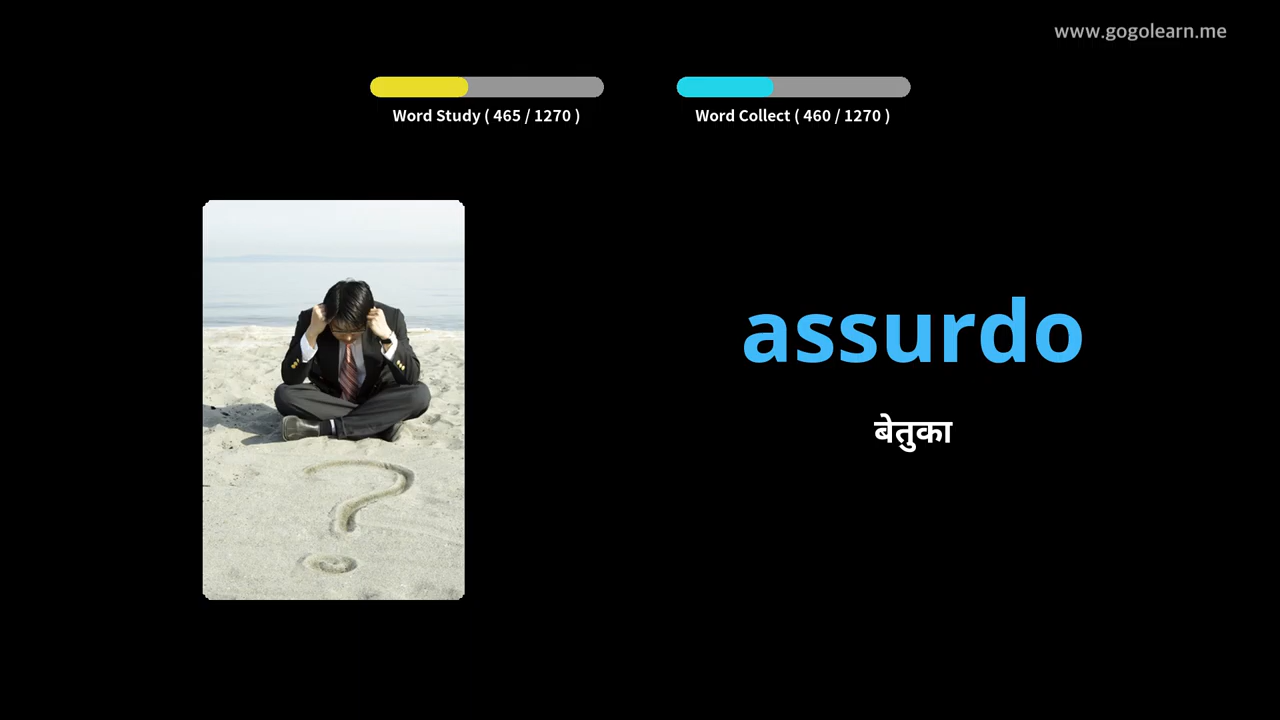 www.gogolearn.me
Word Study ( 465 / 1270 )
Word Collect ( 460 / 1270 )
assurdo
बेतुका
?